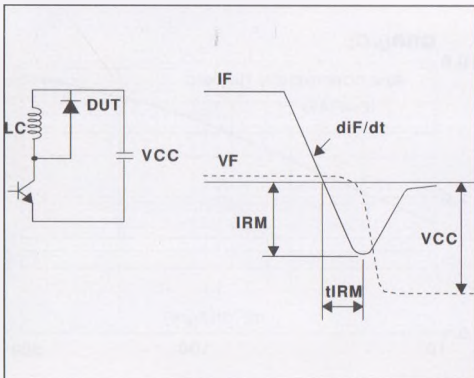 IF
DUT
diF/dt
LC
VCC
VF
IRM
VCC
tIRM